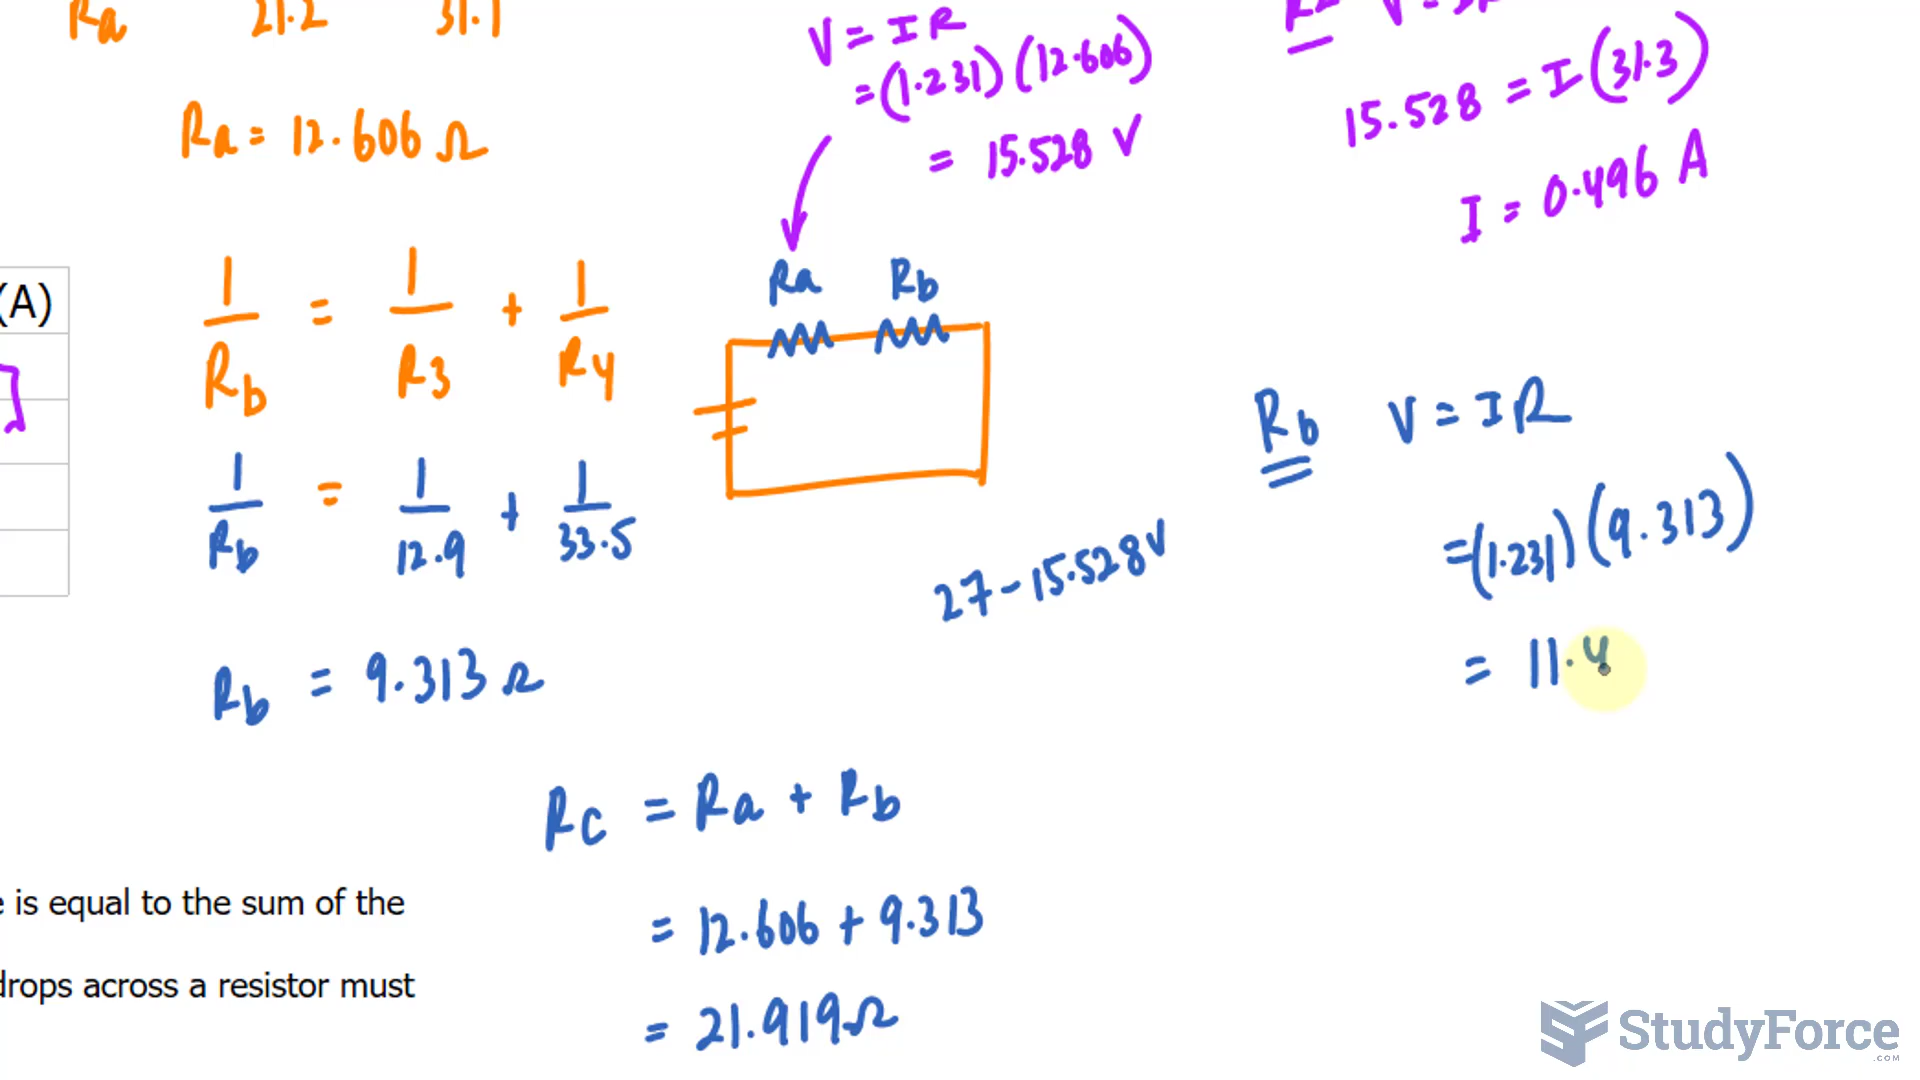 Ra 21.2 31.1
Ra = 12.606 Ω
(A)
1/Rb = 1/R3 + 1/R4
1/Rb = 1/12.9 + 1/33.5
Rb = 9.313 Ω
V = IR
= (1.231)(12.606)
= 15.528 V
Ra Rb
27 - 15.528V
Rc = Ra + Rb
= 12.606 + 9.313
= 21.919 Ω
15.528 = I(31.3)
I = 0.496 A
Rb V = IR
= (1.231)(9.313)
= 11.4
e is equal to the sum of the
drops across a resistor must
StudyForce
.COM